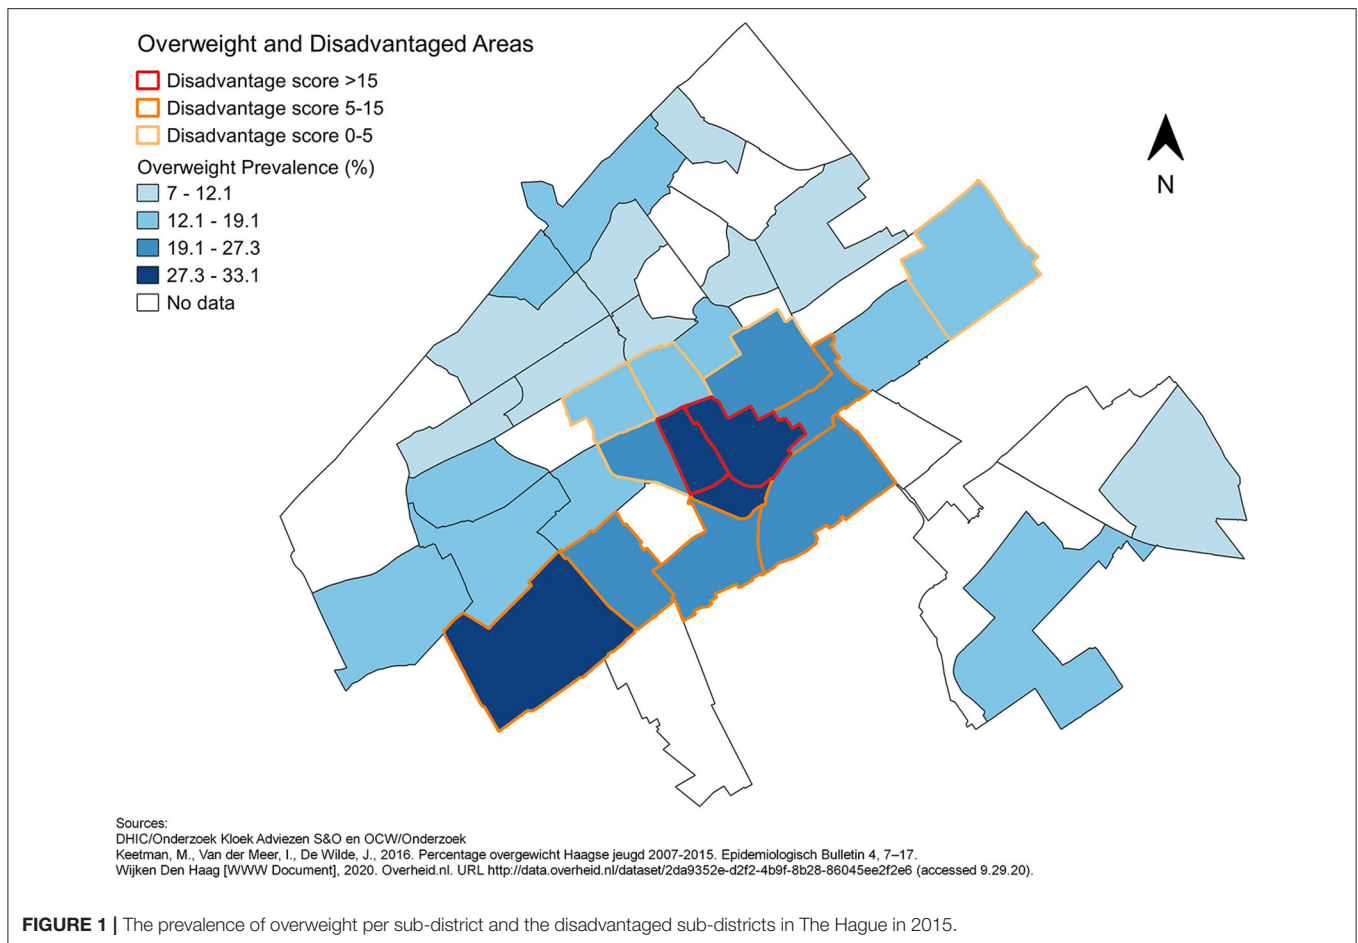 Overweight and Disadvantaged Areas
Disadvantage score >15
Disadvantage score 5-15
Disadvantage score 0-5
Overweight Prevalence (%)
7 - 12.1
12.1 - 19.1
19.1 - 27.3
27.3 - 33.1
No data
N
Sources:
DHIC/Onderzoek Kloek Adviezen S&O en OCW/Onderzoek
Keetman, M., Van der Meer, I., De Wilde, J., 2016. Percentage overgewicht Haagse jeugd 2007-2015. Epidemiologisch Bulletin 4, 7–17.
Wijken Den Haag [WWW Document], 2020. Overheid.nl. URL http://data.overheid.nl/dataset/2da9352e-d2f2-4b9f-8b28-86045ee2f2e6 (accessed 9.29.20).
FIGURE 1 | The prevalence of overweight per sub-district and the disadvantaged sub-districts in The Hague in 2015.